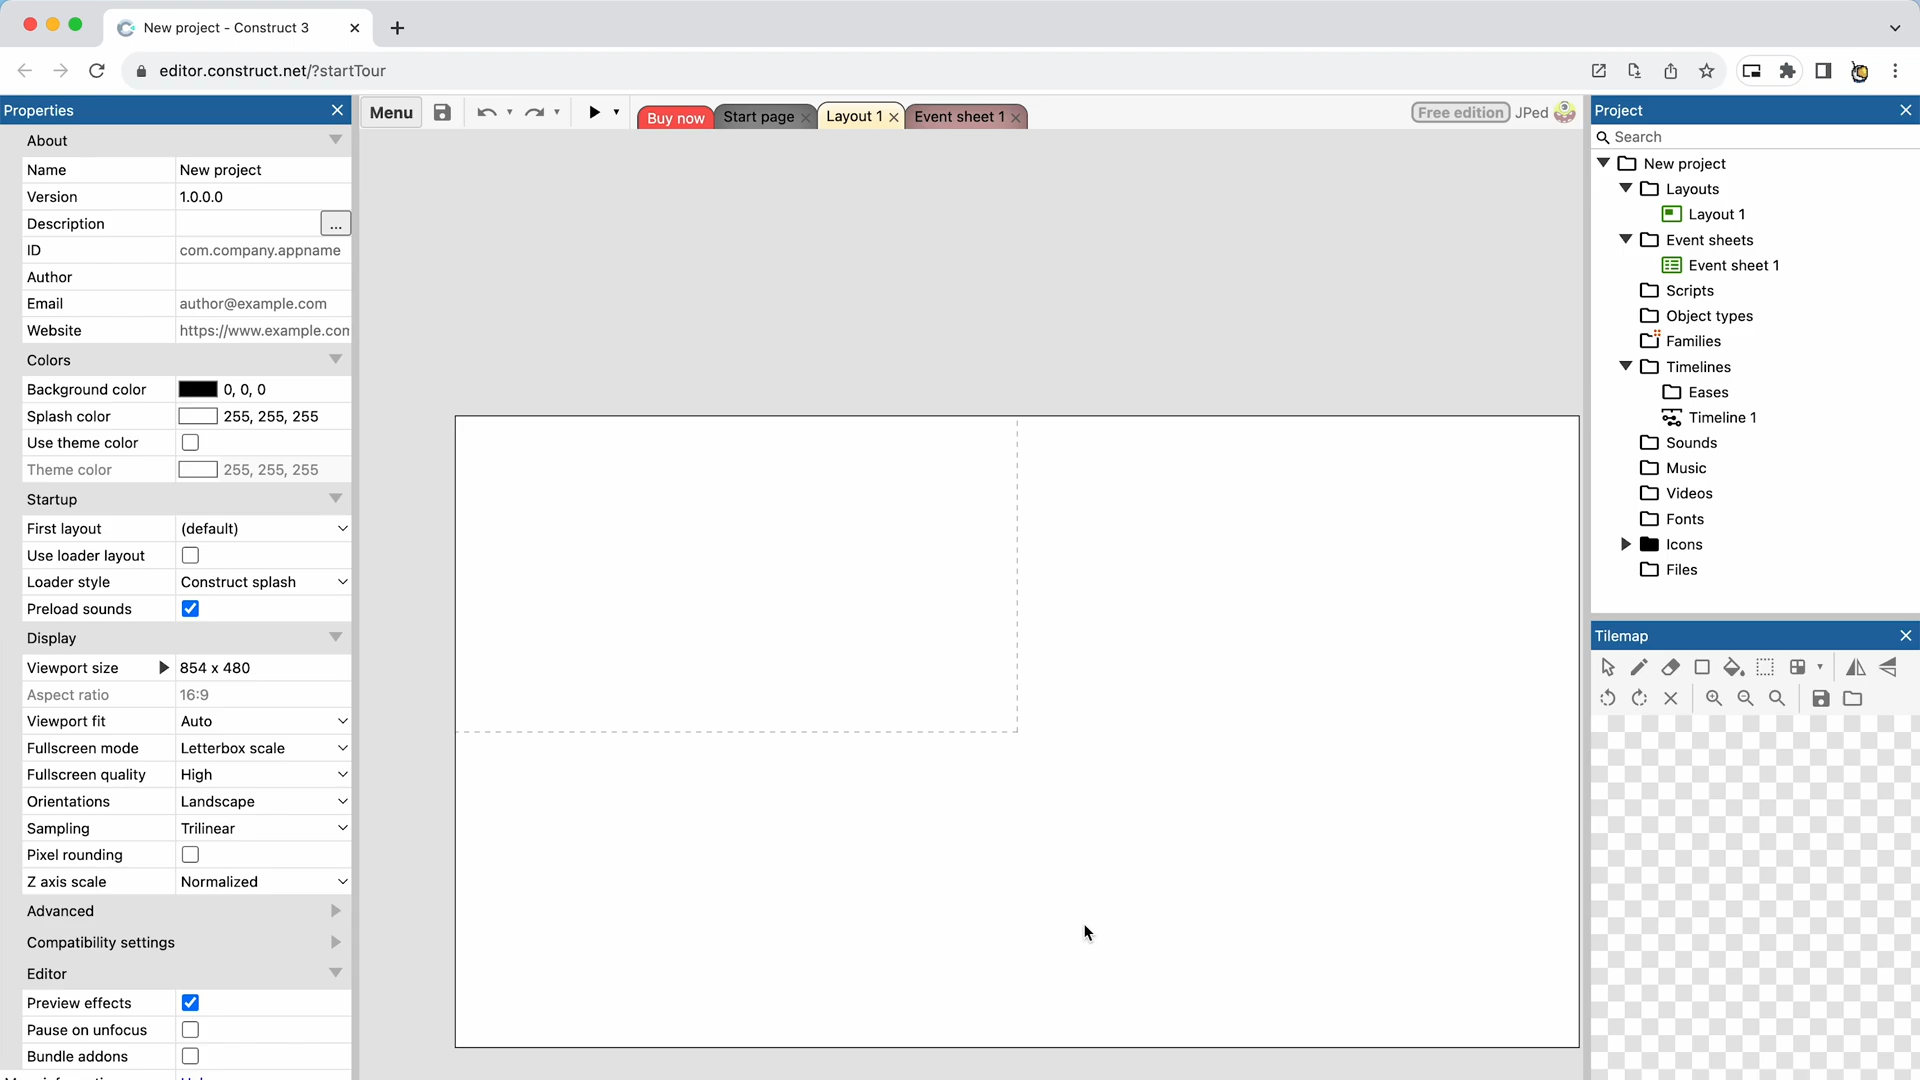 New project - Construct 3
editor.construct.net/?startTour
Properties
About
Name New project
Version 1.0.0.0
Description ...
ID com.company.appname
Author
Email author@example.com
Website https://www.example.con
Colors
Background color 0, 0, 0
Splash color 255, 255, 255
Use theme color
Theme color 255, 255, 255
Startup
First layout (default)
Use loader layout
Loader style Construct splash
Preload sounds
Display
Viewport size 854 x 480
Aspect ratio 16:9
Viewport fit Auto
Fullscreen mode Letterbox scale
Fullscreen quality High
Orientations Landscape
Sampling Trilinear
Pixel rounding
Z axis scale Normalized
Advanced
Compatibility settings
Editor
Preview effects
Pause on unfocus
Bundle addons
Menu
Buy now
Start page
Layout 1
Event sheet 1
Free edition JPed
Project
Search
New project
Layouts
Layout 1
Event sheets
Event sheet 1
Scripts
Object types
Families
Timelines
Eases
Timeline 1
Sounds
Music
Videos
Fonts
Icons
Files
Tilemap